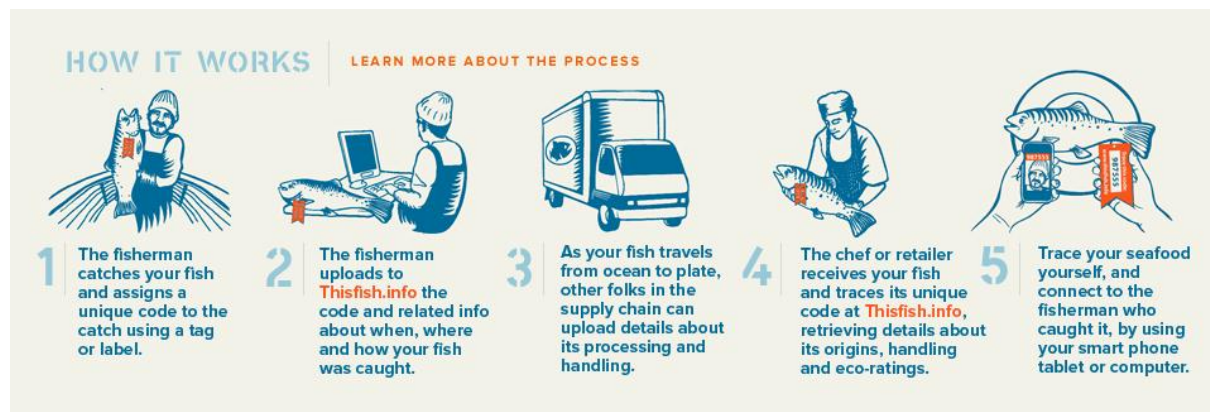 HOW IT WORKS
LEARN MORE ABOUT THE PROCESS
987555
987555
1
The fisherman
catches your fish
and assigns a
unique code to the
catch using a tag
or label.
2
The fisherman
uploads to
Thisfish.info the
code and related info
about when, where
and how your fish
was caught.
3
As your fish travels
from ocean to plate,
other folks in the
supply chain can
upload details about
its processing and
handling.
4
The chef or retailer
receives your fish
and traces its unique
code at Thisfish.info,
retrieving details about
its origins, handling
and eco-ratings.
5
Trace your seafood
yourself, and
connect to the
fisherman who
caught it, by using
your smart phone
tablet or computer.